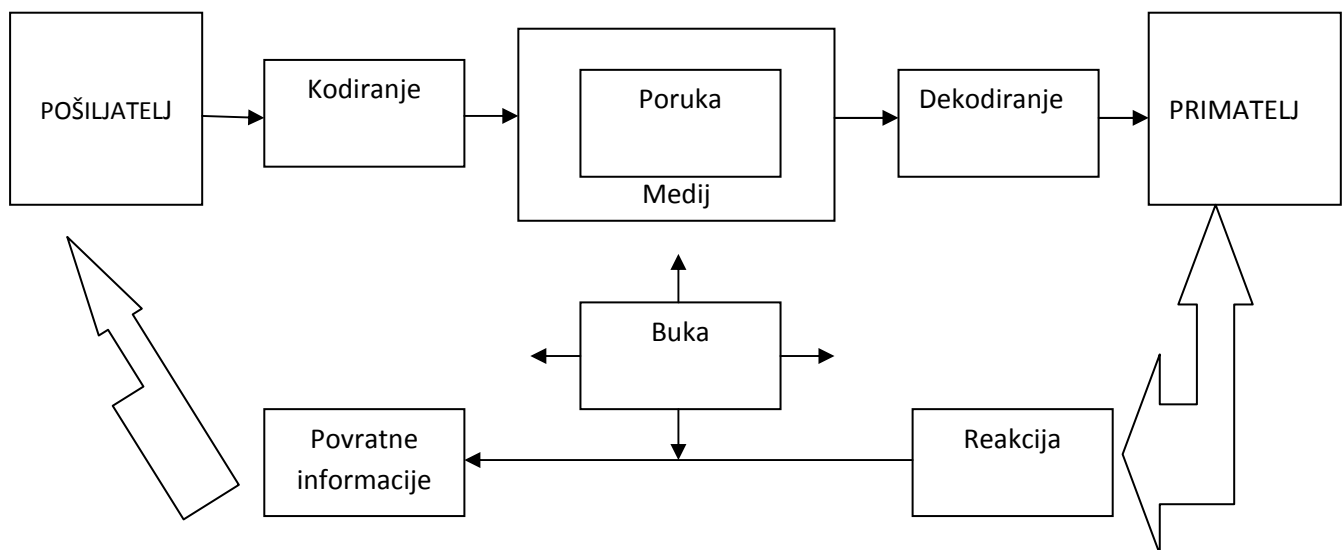 POŠILJATELJ
Kodiranje
Poruka
Medij
Dekodiranje
PRIMATELJ
Buka
Povratne
informacije
Reakcija